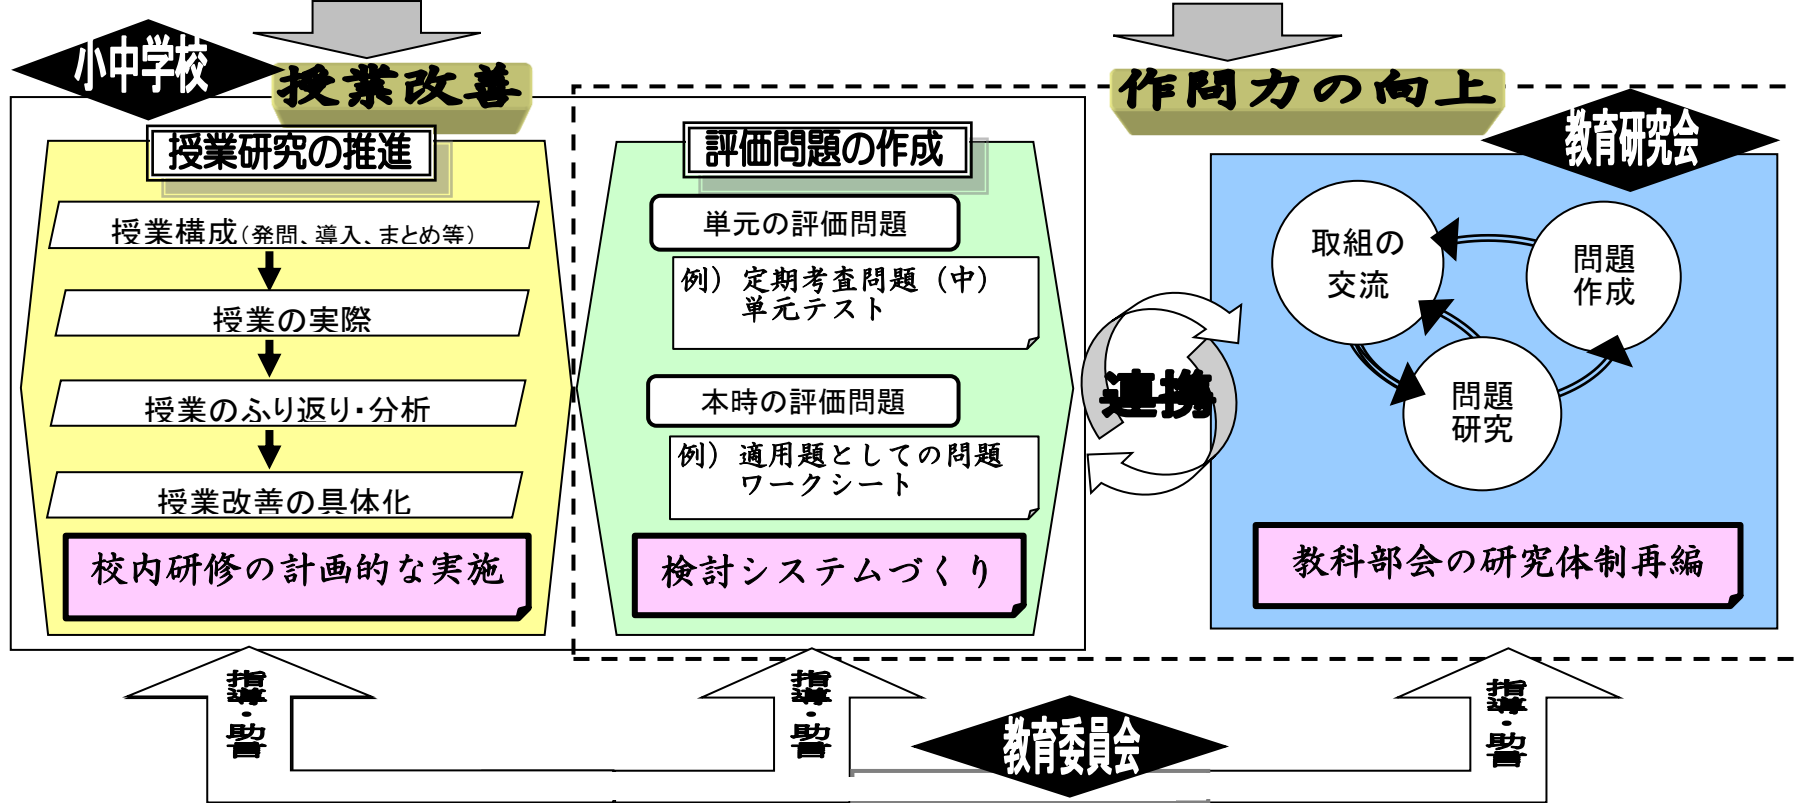 小中学校
授業改善
作問力の向上
授業研究の推進
授業構成(発問、導入、まとめ等)
授業の実際
授業のふり返り・分析
授業改善の具体化
校内研修の計画的な実施
評価問題の作成
単元の評価問題
例）定期考査問題（中）
単元テスト
本時の評価問題
例）適用題としての問題
ワークシート
検討システムづくり
連携
教育研究会
取組の
交流
問題
作成
問題
研究
教科部会の研究体制再編
指導・助言
指導・助言
指導・助言
教育委員会